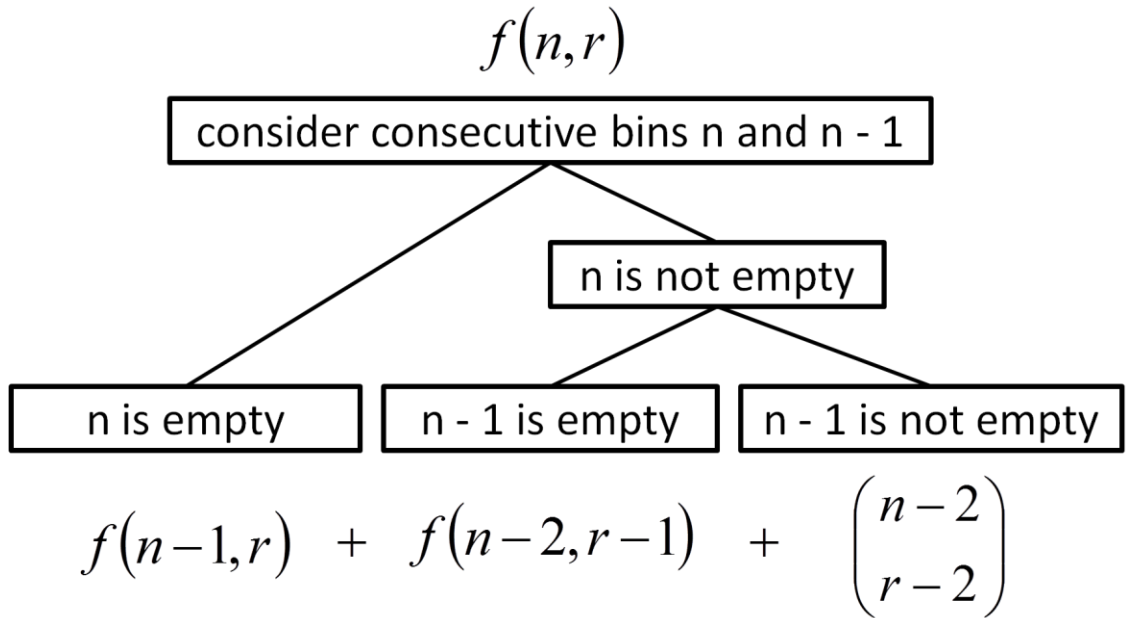 f(n, r)
consider consecutive bins n and n - 1
n is not empty
n is empty
n - 1 is empty
n - 1 is not empty
f(n−1, r) + f(n−2, r−1) + (n−2
r−2)